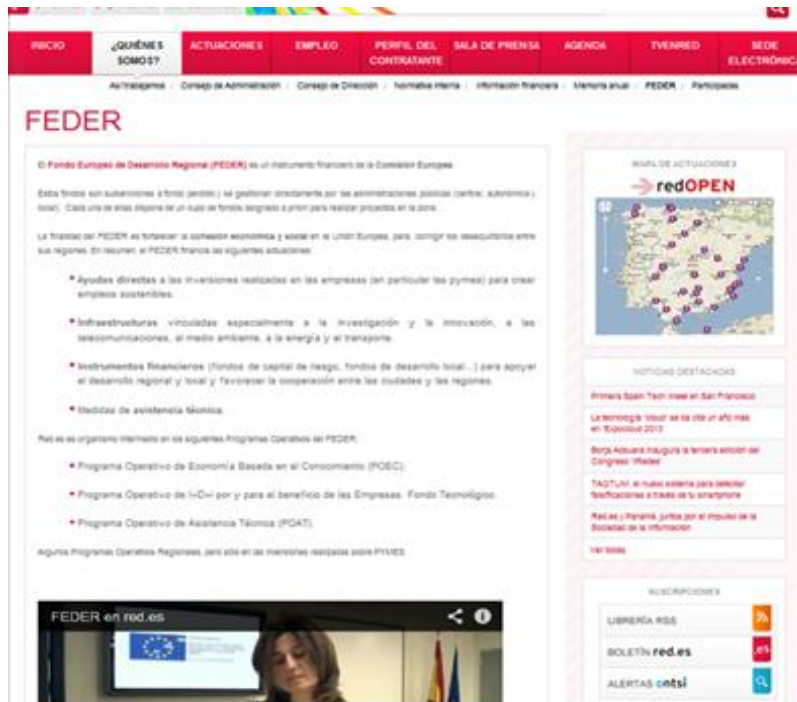 INICIO
¿QUIÉNES SOMOS?
ACTUACIONES
EMPLEO
PERFIL DEL CONTRATANTE
SALA DE PRENSA
AGENDA
TVENRED
SEDE ELECTRÓNICA
Así trabajamos / Consejo de Administración / Consejo de Dirección / Normativa interna / Información financiera / Memoria anual / FEDER / Participadas
FEDER
El Fondo Europeo de Desarrollo Regional (FEDER) es un instrumento financiero de la Comisión Europea
Estos fondos son subvenciones a fondo perdido y se gestionan directamente por las administraciones públicas (central, autonómica y
local). Cada una de ellas dispone de un cupo de fondos asignado a priori para realizar proyectos en la zona.
La finalidad del FEDER es fortalecer la cohesión económica y social en la Unión Europea, para corregir los desequilibrios entre
sus regiones. En resumen, el FEDER financia las siguientes actuaciones:
Ayudas directas a las inversiones realizadas en las empresas (en particular las pymes) para crear
empleos sostenibles.
Infraestructuras vinculadas especialmente a la investigación y la innovación, a las
telecomunicaciones, al medio ambiente, a la energía y el transporte.
Instrumentos financieros (fondos de capital de riesgo, fondos de desarrollo local...) para apoyar
el desarrollo regional y local y favorecer la cooperación entre las ciudades y las regiones.
Medidas de asistencia técnica.
Red.es es organismo intermedio en los siguientes Programas Operativos del FEDER:
Programa Operativo de Economía Basada en el Conocimiento (POEC).
Programa Operativo de I+D+i por y para el beneficio de las Empresas. Fondo Tecnológico.
Programa Operativo de Asistencia Técnica (POAT).
Algunos Programas Operativos Regionales, pero sólo en las inversiones realizadas sobre PYMES.
FEDER en red.es
MAPA DE ACTUACIONES
redOPEN
NOTICIAS DESTACADAS
Primera Spain Tech Week en San Francisco
La tecnología 'cloud' se da cita un año más
en 'Expocloud 2013'
Borja Adsuara inaugura la tercera edición del
Congreso 'iRedes'
TAGTUM, el nuevo sistema para detectar
falsificaciones a través de tu smartphone
Red.es y Panamá, juntos por el impulso de la
Sociedad de la Información
Ver todas
SUSCRIPCIONES
LIBRERÍA RSS
BOLETÍN red.es
.es
ALERTAS ontsi